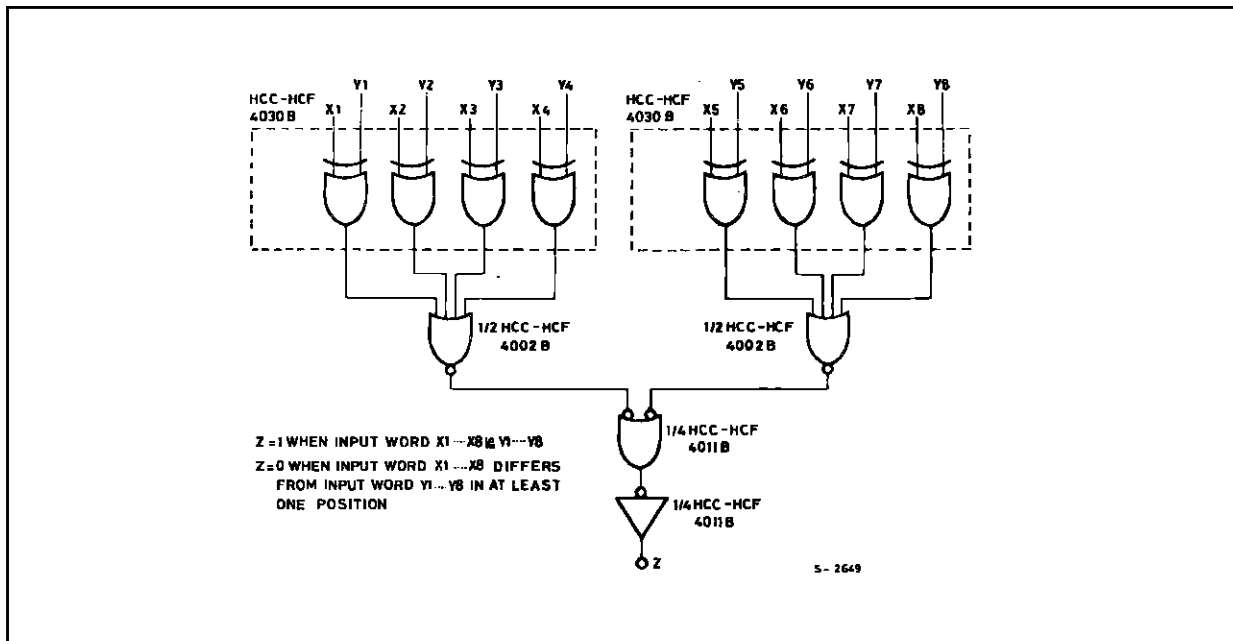 Y1 Y2 Y3 Y4 Y5 Y6 Y7 Y8
HCC-HCF
4030B
X1 X2 X3 X4
HCC-HCF
4030B
X5 X6 X7 X8
1/2 HCC-HCF
4002B
1/2 HCC-HCF
4002B
1/4 HCC-HCF
4011B
Z=1 WHEN INPUT WORD X1---X8 Y1---Y8
Z=0 WHEN INPUT WORD X1---X8 DIFFERS
FROM INPUT WORD Y1---Y8 IN AT LEAST
ONE POSITION
1/4 HCC-HCF
4011B
Z
S-2649